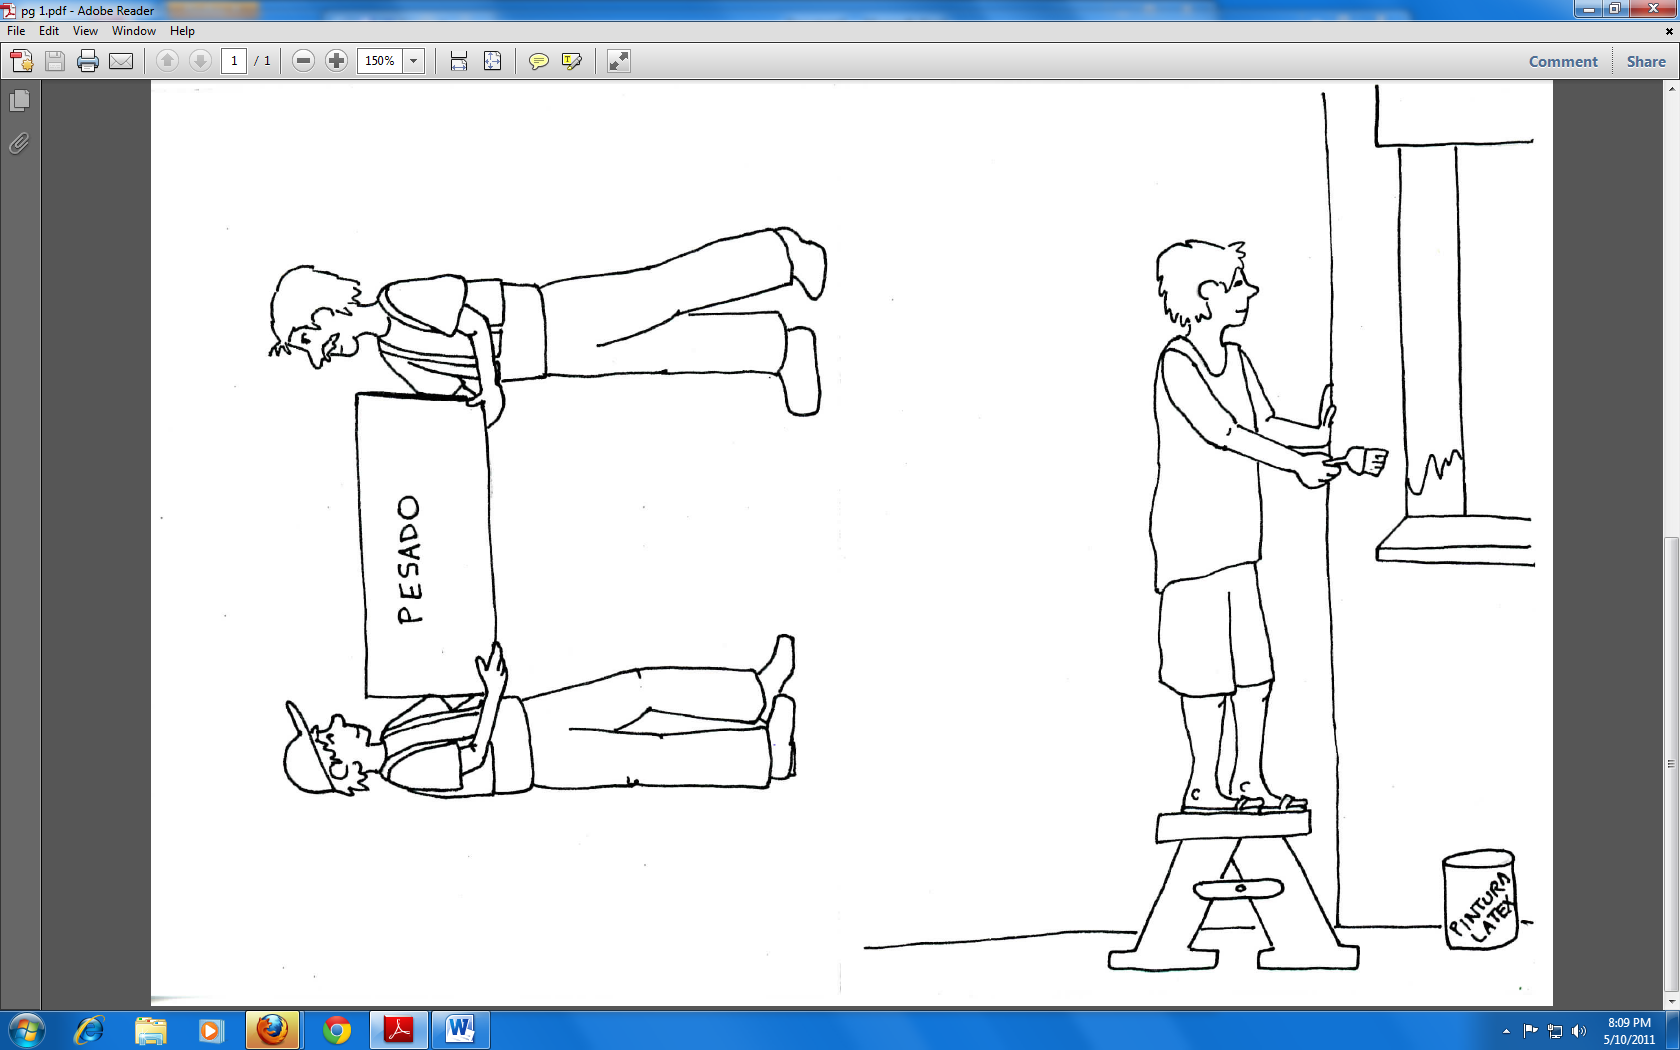 pg 1.pdf - Adobe Reader
File Edit View Window Help
1 / 1 150% Comment Share
PESADO
PINTURA
LATEX
8:09 PM
5/10/2011